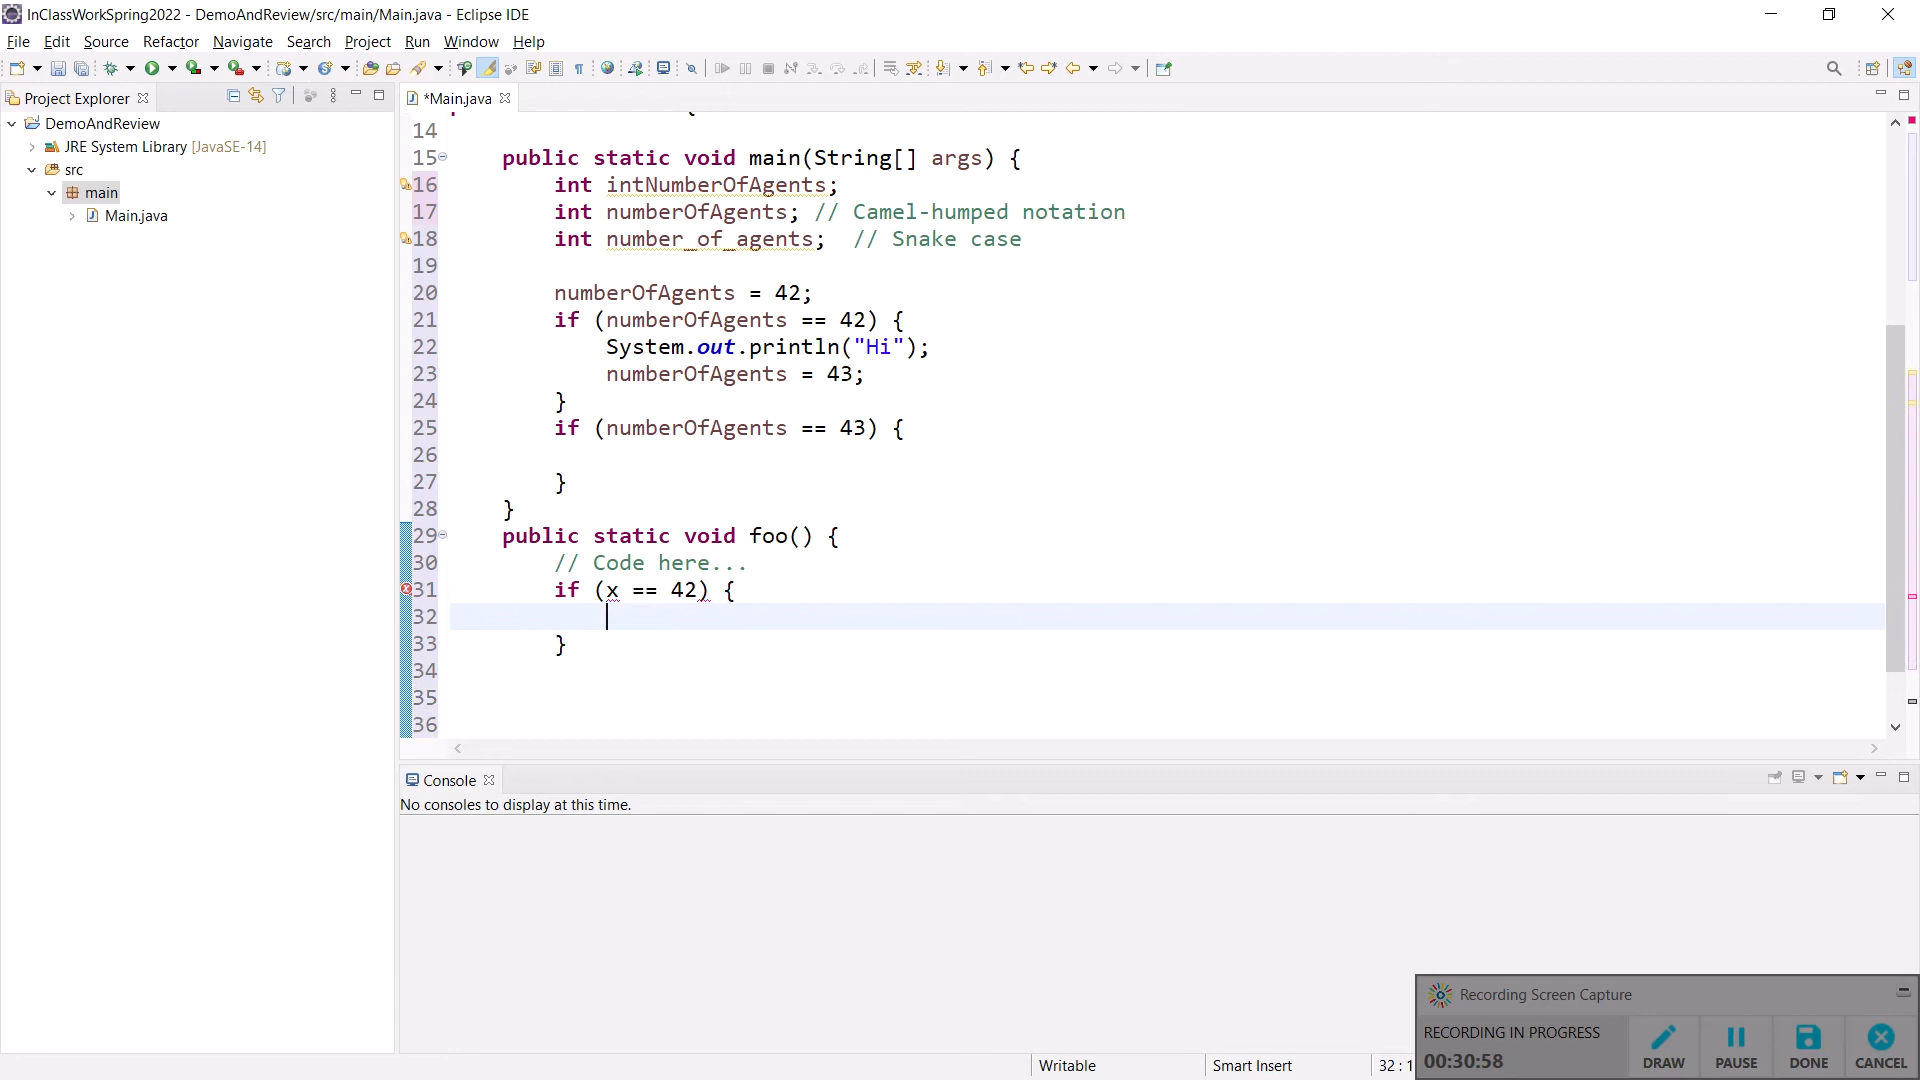 InClassWorkSpring2022 - DemoAndReview/src/main/Main.java - Eclipse IDE
File Edit Source Refactor Navigate Search Project Run Window Help
Project Explorer
*Main.java
DemoAndReview
JRE System Library [JavaSE-14]
src
main
Main.java
14
15 public static void main(String[] args) {
16 int intNumberOfAgents;
17 int numberOfAgents; // Camel-humped notation
18 int number_of_agents;  // Snake case
19
20 numberOfAgents = 42;
21 if (numberOfAgents == 42) {
22 System.out.println("Hi");
23 numberOfAgents = 43;
24 }
25 if (numberOfAgents == 43) {
26
27 }
28 }
29 public static void foo() {
30 // Code here...
31 if (x == 42) {
32
33 }
34
35
36
Console
No consoles to display at this time.
Recording Screen Capture
RECORDING IN PROGRESS
00:30:58
DRAW PAUSE DONE CANCEL
Writable Smart Insert 32 : 1